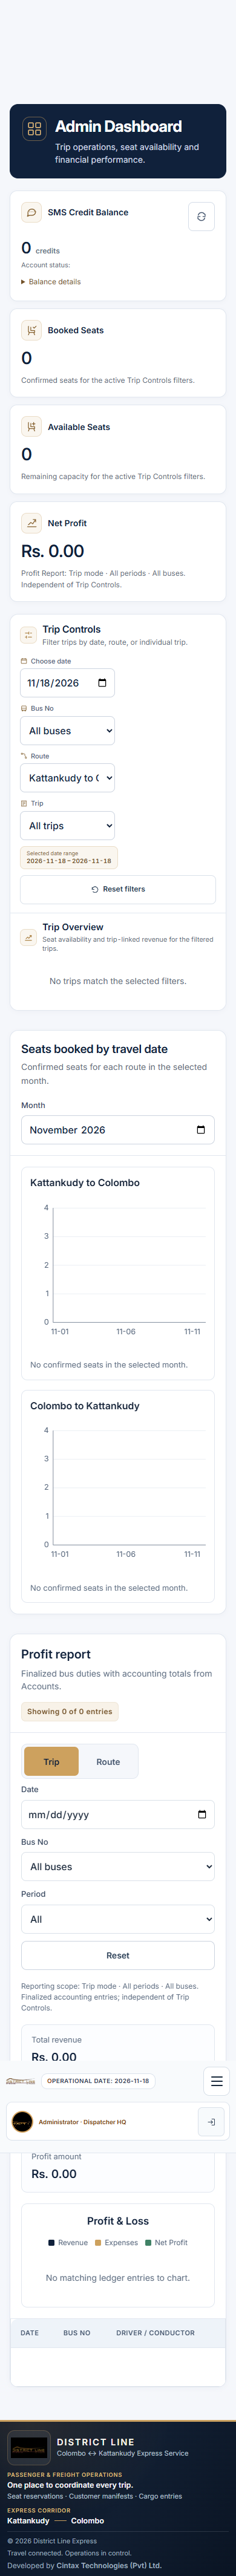 Admin Dashboard
Trip operations, seat availability and
financial performance.
SMS Credit Balance
0 credits
Account status:
Balance details
Booked Seats
0
Confirmed seats for the active Trip Controls filters.
Available Seats
0
Remaining capacity for the active Trip Controls filters.
Net Profit
Rs. 0.00
Profit Report: Trip mode · All periods · All buses.
Independent of Trip Controls.
Trip Controls
Filter trips by date, route, or individual trip.
Choose date
11/18/2026
Bus No
All buses
Route
Kattankudy to C
Trip
All trips
Selected date range
2026-11-18 – 2026-11-18
Reset filters
Trip Overview
Seat availability and trip-linked revenue for the filtered
trips.
No trips match the selected filters.
Seats booked by travel date
Confirmed seats for each route in the selected
month.
Month
November 2026
Kattankudy to Colombo
4
3
2
1
0
11-01 11-06 11-11
No confirmed seats in the selected month.
Colombo to Kattankudy
4
3
2
1
0
11-01 11-06 11-11
No confirmed seats in the selected month.
Profit report
Finalized bus duties with accounting totals from
Accounts.
Showing 0 of 0 entries
Trip Route
Date
mm/dd/yyyy
Bus No
All buses
Period
All
Reset
Reporting scope: Trip mode · All periods · All buses.
Finalized accounting entries; independent of Trip
Controls.
Total revenue
Rs. 0.00
OPERATIONAL DATE: 2026-11-18
Administrator · Dispatcher HQ
Profit amount
Rs. 0.00
Profit & Loss
Revenue Expenses Net Profit
No matching ledger entries to chart.
DATE BUS NO DRIVER / CONDUCTOR
DISTRICT LINE
Colombo ↔ Kattankudy Express Service
PASSENGER & FREIGHT OPERATIONS
One place to coordinate every trip.
Seat reservations · Customer manifests · Cargo entries
EXPRESS CORRIDOR
Kattankudy — Colombo
© 2026 District Line Express
Travel connected. Operations in control.
Developed by Cintax Technologies (Pvt) Ltd.